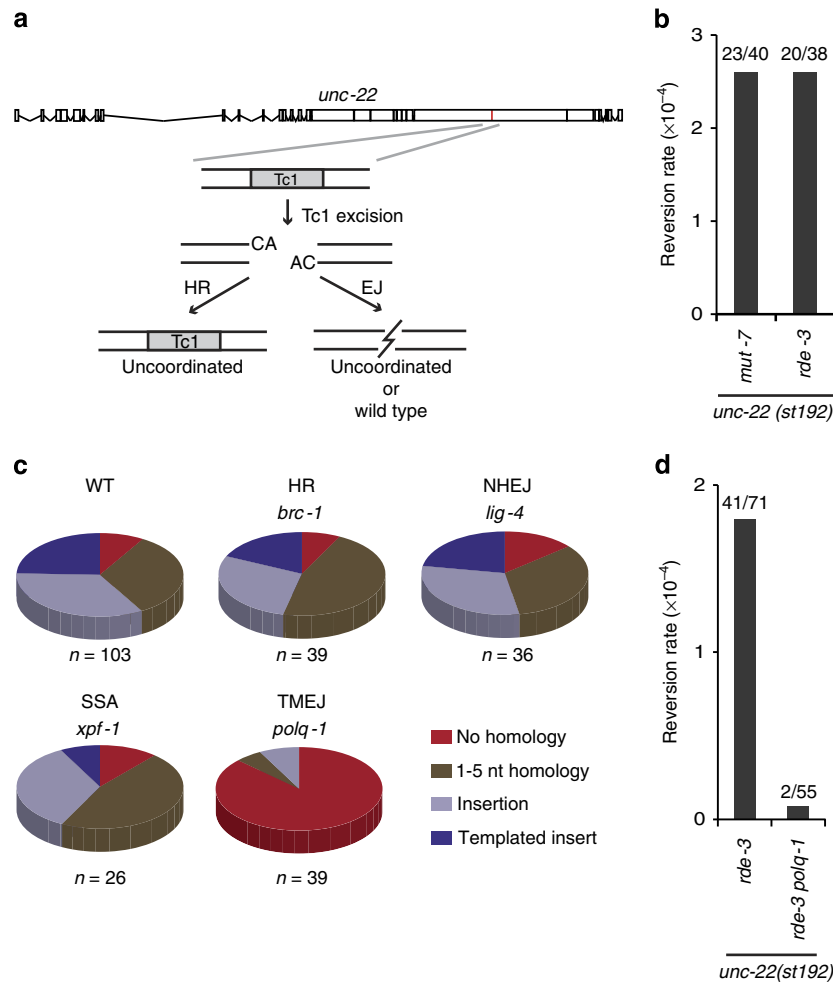 a
unc-22
Tc1
Tc1 excision
CA
AC
HR
EJ
Tc1
Uncoordinated
Uncoordinated
or
wild type
b
Reversion rate (×10⁻⁴)
3
2
1
0
23/40
20/38
mut-7
rde-3
unc-22 (st192)
c
WT
n = 103
HR
brc-1
n = 39
NHEJ
lig-4
n = 36
SSA
xpf-1
n = 26
TMEJ
polq-1
n = 39
No homology
1-5 nt homology
Insertion
Templated insert
d
Reversion rate (×10⁻⁴)
2
1
0
41/71
2/55
rde-3
rde-3 polq-1
unc-22(st192)